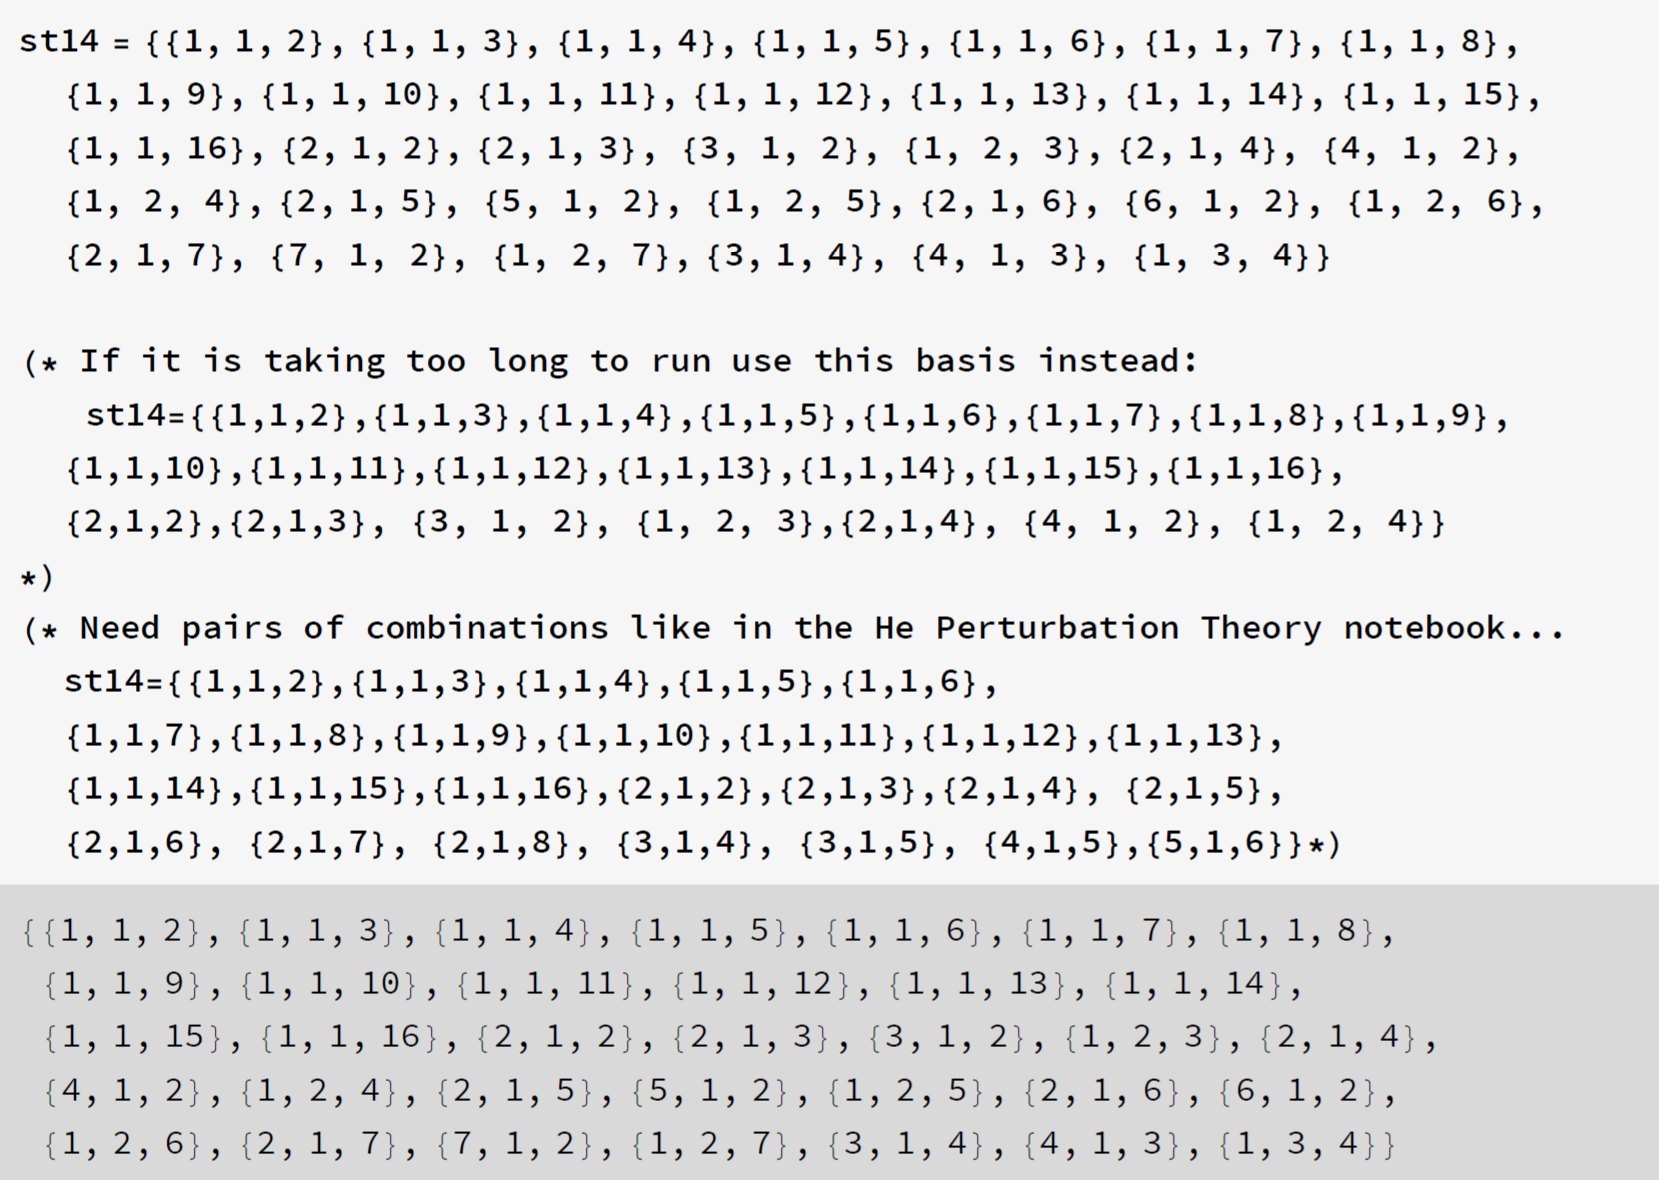 st14 = {{1, 1, 2}, {1, 1, 3}, {1, 1, 4}, {1, 1, 5}, {1, 1, 6}, {1, 1, 7}, {1, 1, 8},
{1, 1, 9}, {1, 1, 10}, {1, 1, 11}, {1, 1, 12}, {1, 1, 13}, {1, 1, 14}, {1, 1, 15},
{1, 1, 16}, {2, 1, 2}, {2, 1, 3}, {3, 1, 2}, {1, 2, 3}, {2, 1, 4}, {4, 1, 2},
{1, 2, 4}, {2, 1, 5}, {5, 1, 2}, {1, 2, 5}, {2, 1, 6}, {6, 1, 2}, {1, 2, 6},
{2, 1, 7}, {7, 1, 2}, {1, 2, 7}, {3, 1, 4}, {4, 1, 3}, {1, 3, 4}}
(* If it is taking too long to run use this basis instead:
st14={{1,1,2},{1,1,3},{1,1,4},{1,1,5},{1,1,6},{1,1,7},{1,1,8},{1,1,9},
{1,1,10},{1,1,11},{1,1,12},{1,1,13},{1,1,14},{1,1,15},{1,1,16},
{2,1,2},{2,1,3}, {3, 1, 2}, {1, 2, 3},{2,1,4}, {4, 1, 2}, {1, 2, 4}}
*)
(* Need pairs of combinations like in the He Perturbation Theory notebook...
st14={{1,1,2},{1,1,3},{1,1,4},{1,1,5},{1,1,6},
{1,1,7},{1,1,8},{1,1,9},{1,1,10},{1,1,11},{1,1,12},{1,1,13},
{1,1,14},{1,1,15},{1,1,16},{2,1,2},{2,1,3},{2,1,4}, {2,1,5},
{2,1,6}, {2,1,7}, {2,1,8}, {3,1,4}, {3,1,5}, {4,1,5},{5,1,6}}*)
{{1, 1, 2}, {1, 1, 3}, {1, 1, 4}, {1, 1, 5}, {1, 1, 6}, {1, 1, 7}, {1, 1, 8},
{1, 1, 9}, {1, 1, 10}, {1, 1, 11}, {1, 1, 12}, {1, 1, 13}, {1, 1, 14},
{1, 1, 15}, {1, 1, 16}, {2, 1, 2}, {2, 1, 3}, {3, 1, 2}, {1, 2, 3}, {2, 1, 4},
{4, 1, 2}, {1, 2, 4}, {2, 1, 5}, {5, 1, 2}, {1, 2, 5}, {2, 1, 6}, {6, 1, 2},
{1, 2, 6}, {2, 1, 7}, {7, 1, 2}, {1, 2, 7}, {3, 1, 4}, {4, 1, 3}, {1, 3, 4}}